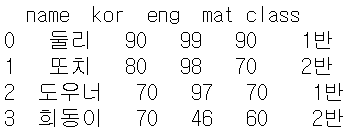 name kor eng mat class
0 둘리 90 99 90 1반
1 또치 80 98 70 2반
2 도우너 70 97 70 1반
3 희동이 70 46 60 2반